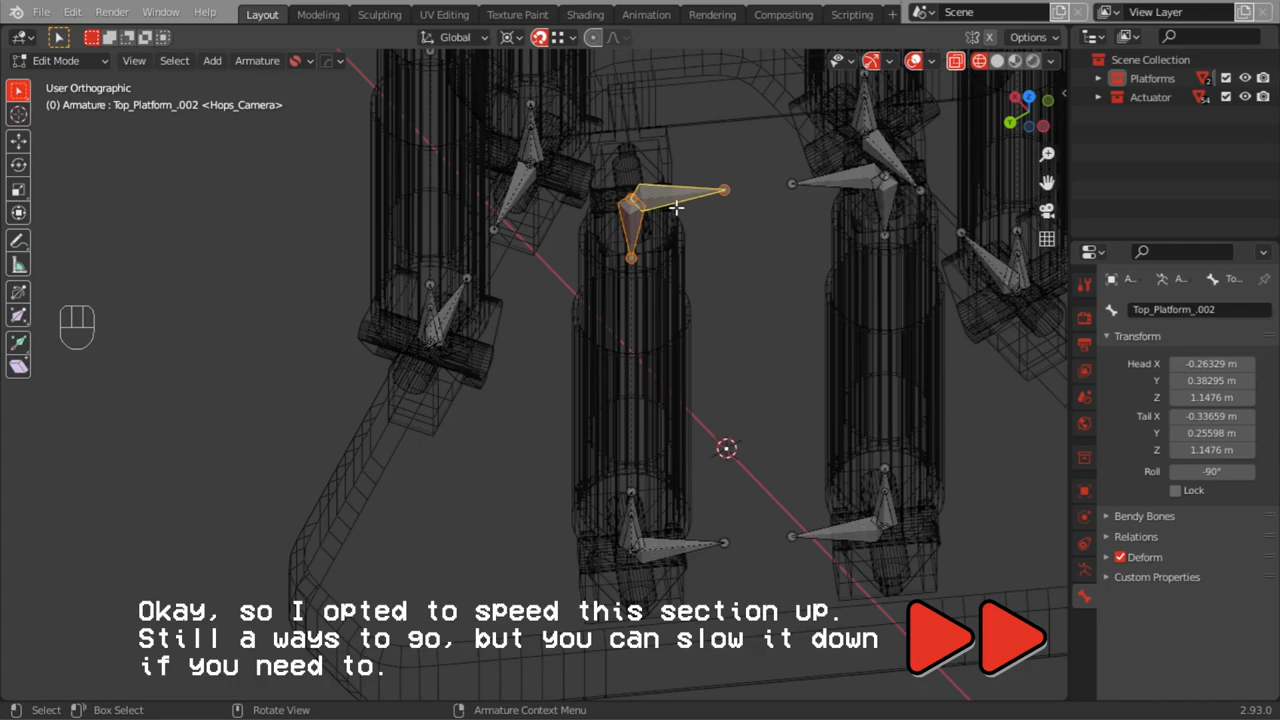 File Edit Render Window Help
Layout Modeling Sculpting UV Editing Texture Paint Shading Animation Rendering Compositing Scripting +
Scene View Layer
Global Options
Edit Mode View Select Add Armature X
User Orthographic
(0) Armature : Top_Platform_.002 <Hops_Camera>
Scene Collection
Platforms 2
Actuator 54
Y
A... A... To...
Top_Platform_.002
Transform
Head X -0.26329 m
Y 0.38295 m
Z 1.1476 m
Tail X -0.33659 m
Y 0.25598 m
Z 1.1476 m
Roll -90°
Lock
Bendy Bones
Relations
Deform
Custom Properties
Okay, so I opted to speed this section up.
Still a ways to go, but you can slow it down
if you need to.
Select Box Select Rotate View Armature Context Menu 2.93.0